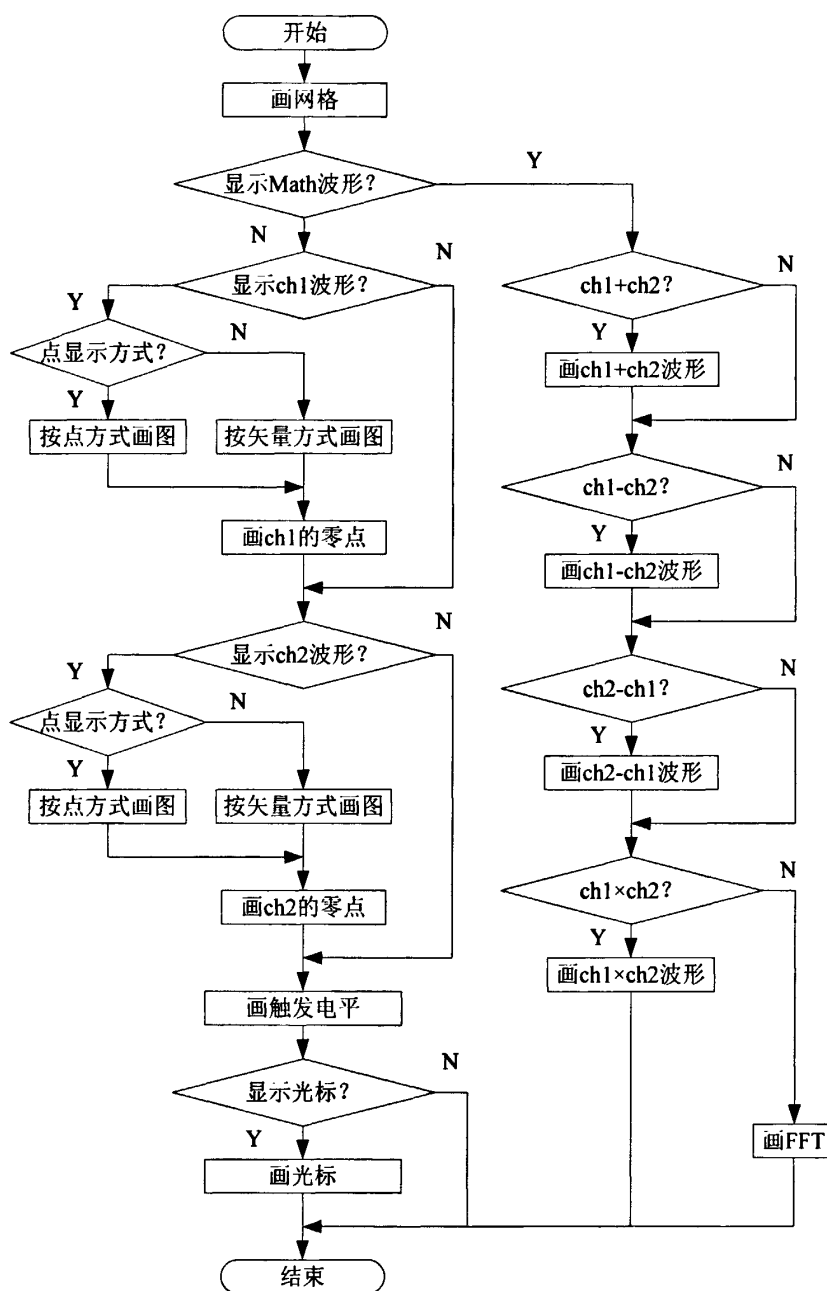 开始
画网格
显示Math波形?
Y
N
N
显示ch1波形?
Y
点显示方式?
N
Y
按点方式画图
按矢量方式画图
画ch1的零点
显示ch2波形?
N
Y
点显示方式?
N
Y
按点方式画图
按矢量方式画图
画ch2的零点
画触发电平
显示光标?
N
Y
画光标
结束
ch1+ch2?
N
Y
画ch1+ch2波形
ch1-ch2?
N
Y
画ch1-ch2波形
ch2-ch1?
N
Y
画ch2-ch1波形
ch1×ch2?
N
Y
画ch1×ch2波形
画FFT